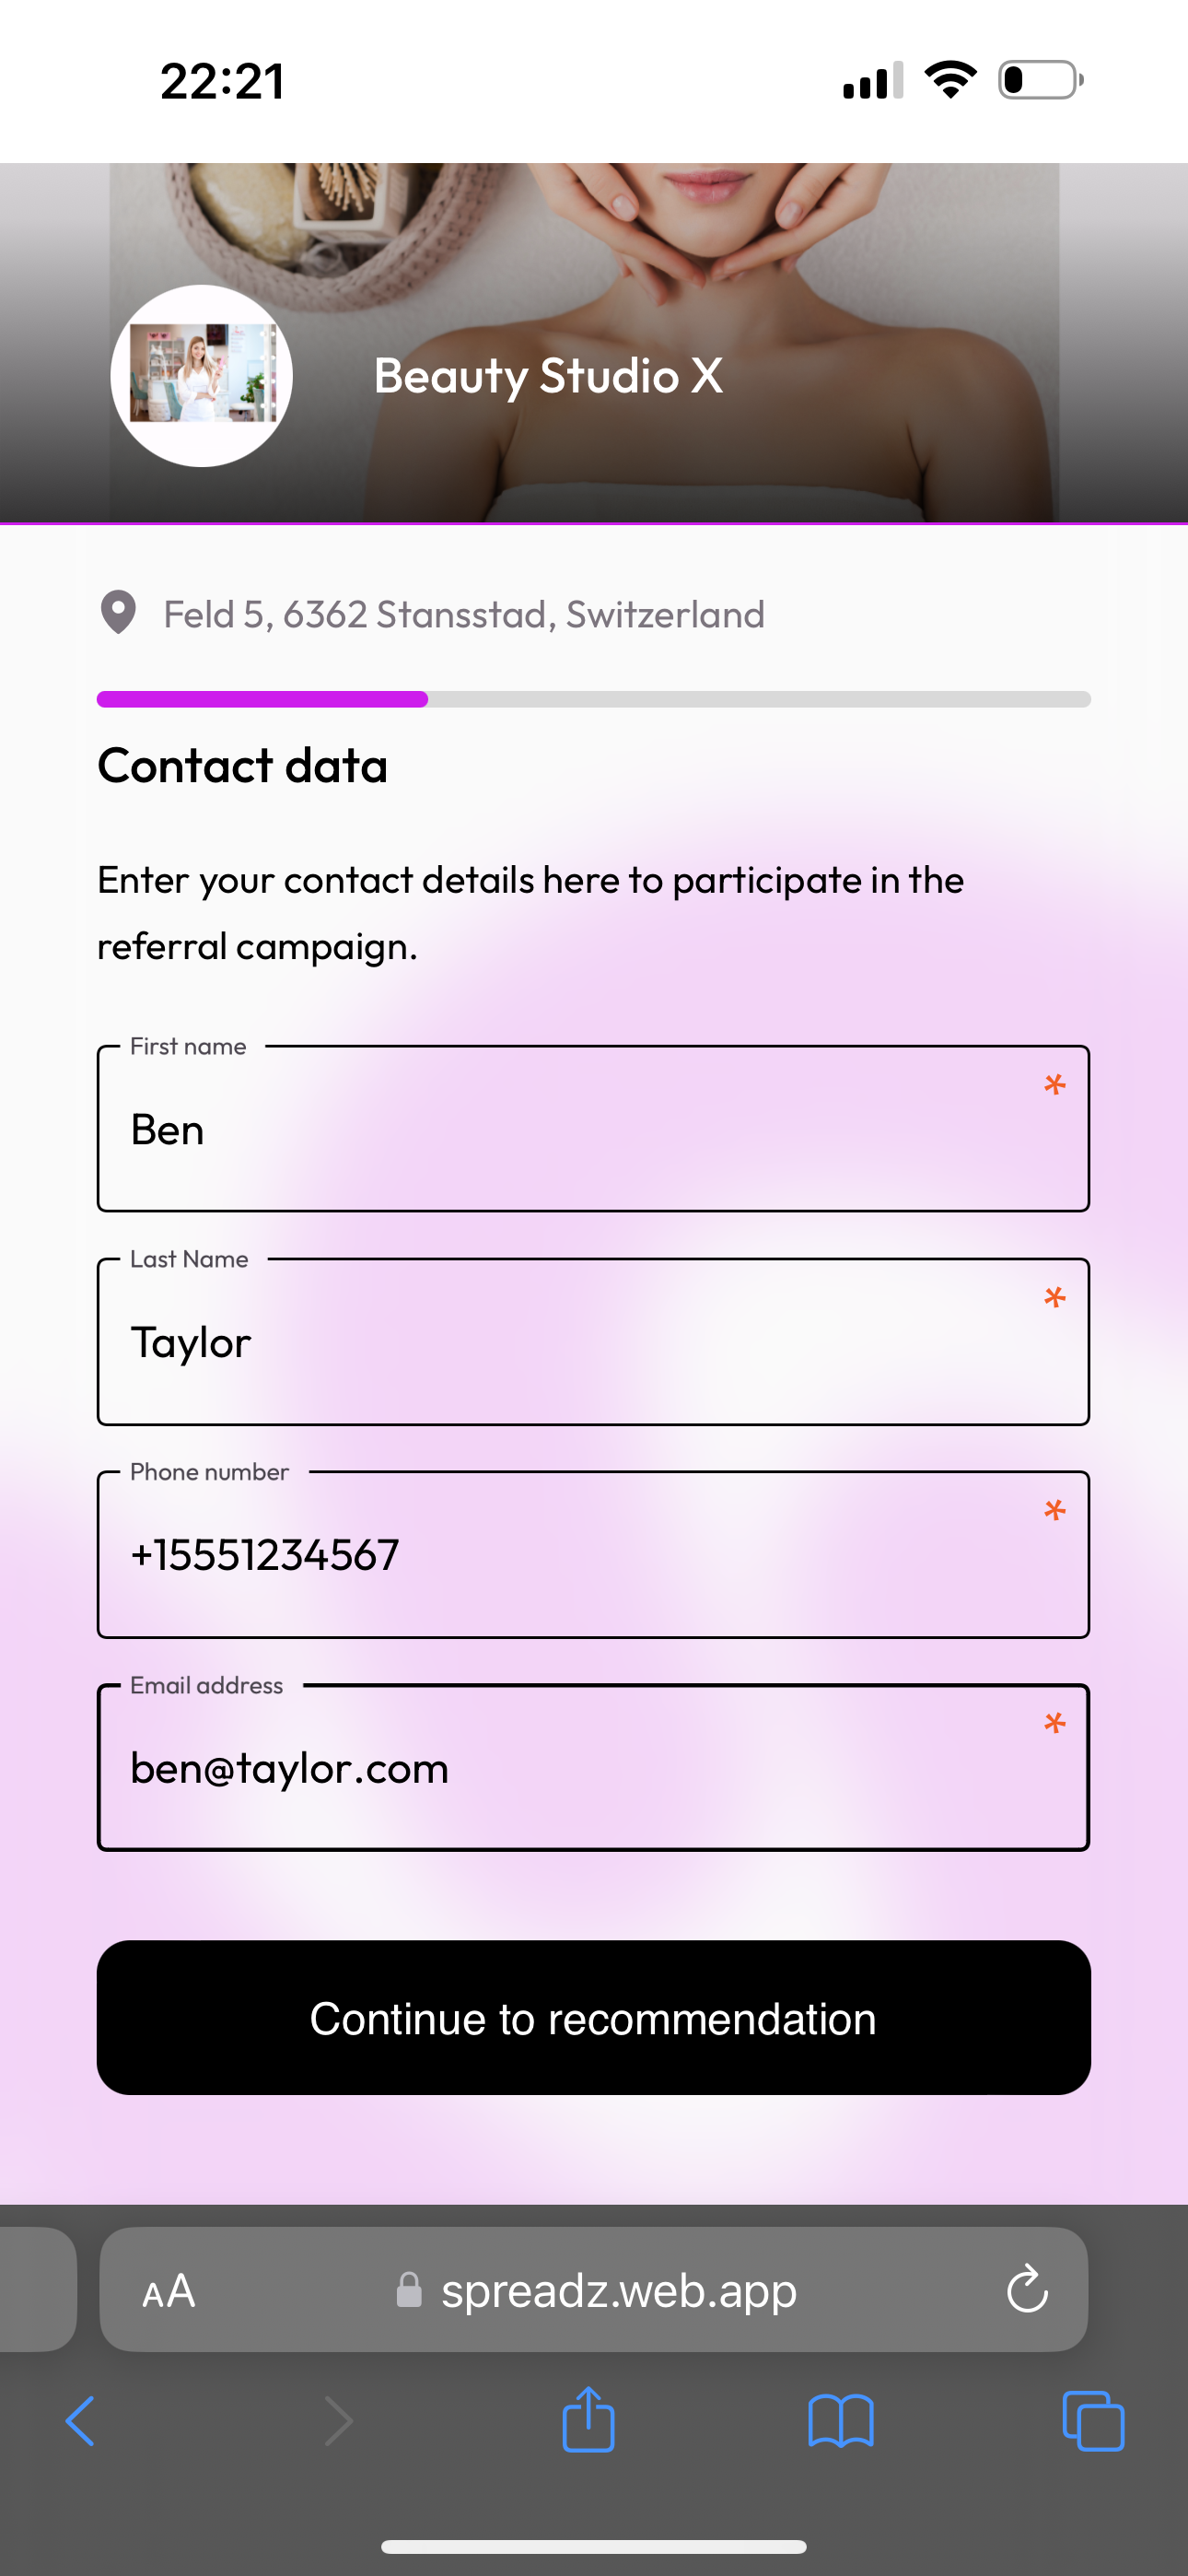 22:21
Beauty Studio X
Feld 5, 6362 Stansstad, Switzerland
Contact data
Enter your contact details here to participate in the
referral campaign.
First name
*
Ben
Last Name
*
Taylor
Phone number
*
+15551234567
Email address
*
ben@taylor.com
Continue to recommendation
AA spreadz.web.app